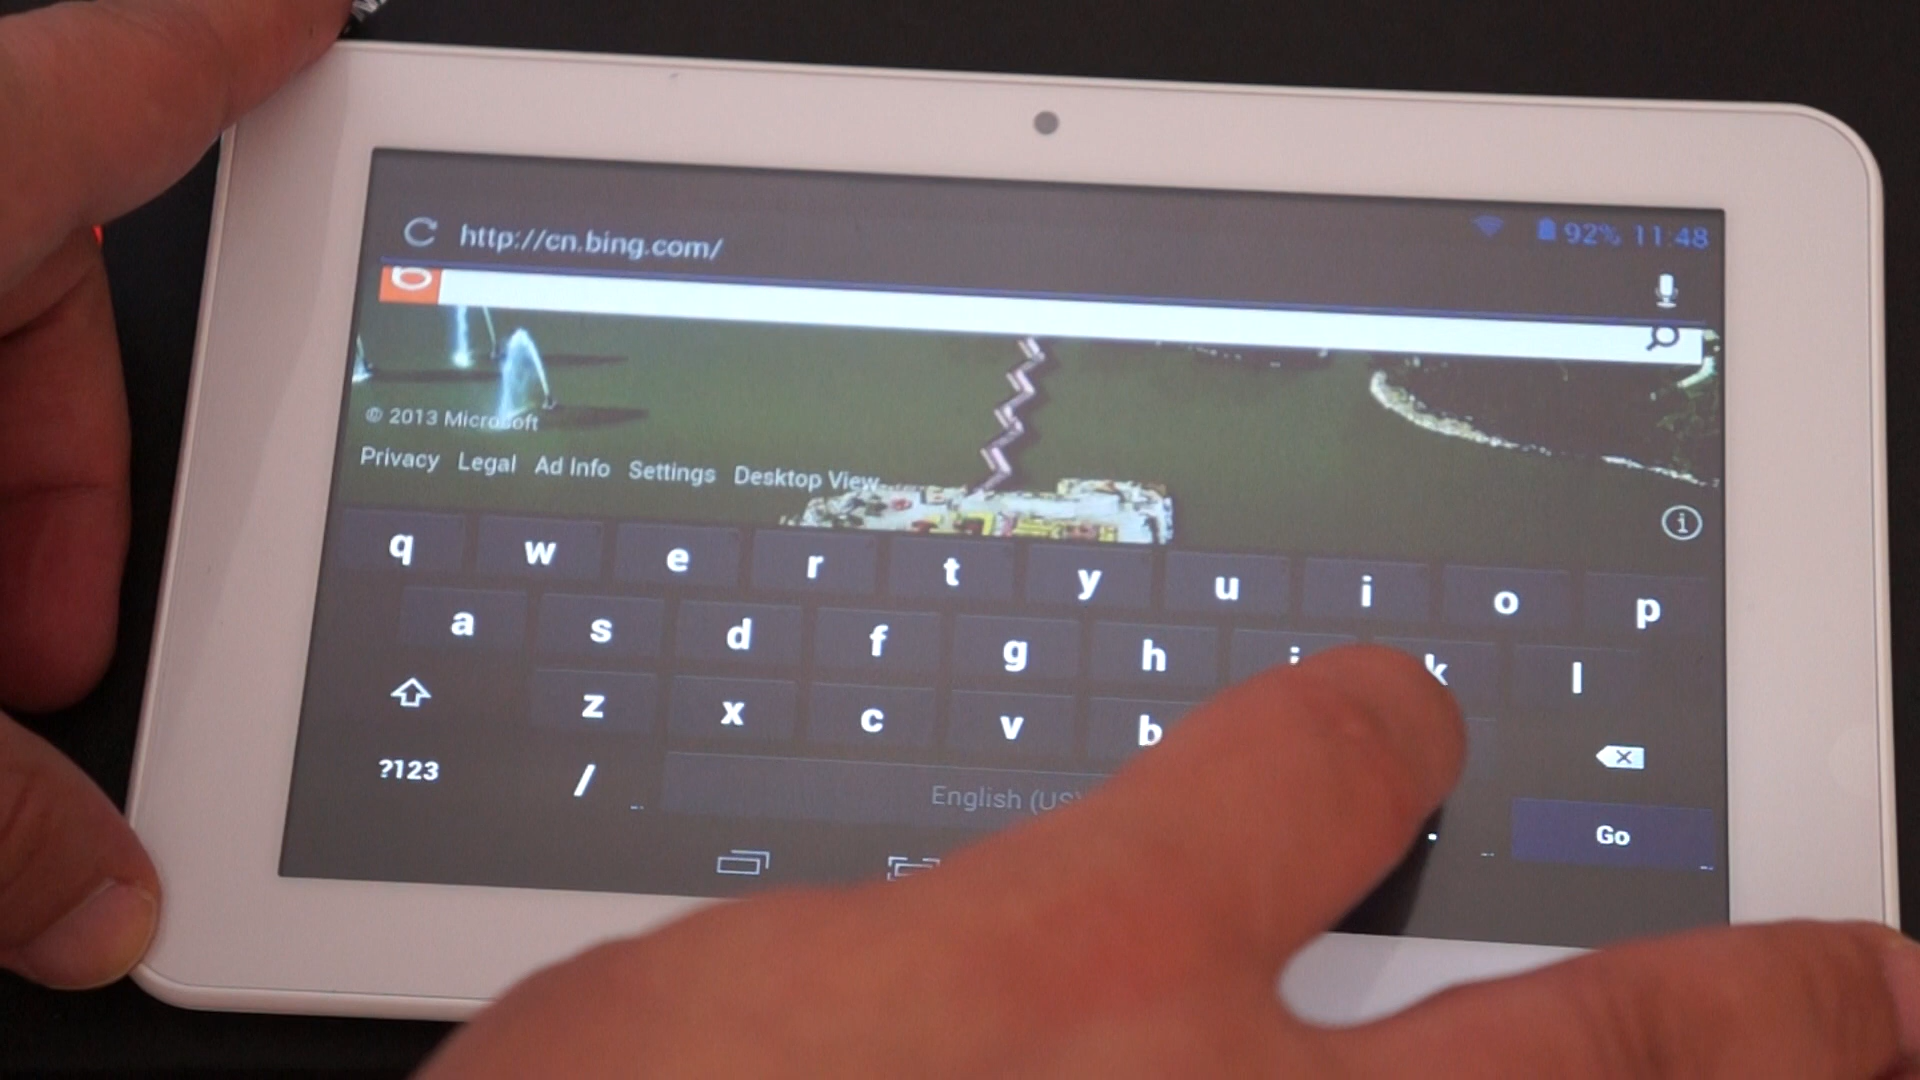 http://cn.bing.com/
92% 11:48
b
© 2013 Microsoft
Privacy Legal Ad Info Settings Desktop View
q w e r t y u i o p
a s d f g h j k l
z x c v b
?123 / English (US) .
Go